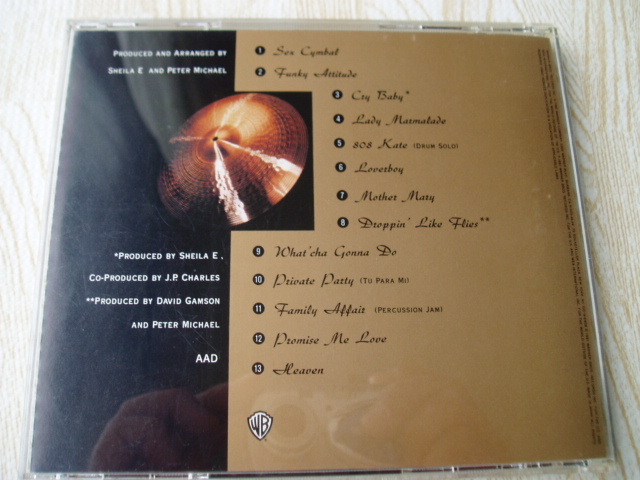 PRODUCED AND ARRANGED BY
SHEILA E AND PETER MICHAEL
1 Sex Cymbal
2 Funky Attitude
3 Cry Baby*
4 Lady Marmalade
5 808 Kate (DRUM SOLO)
6 Loverboy
7 Mother Mary
8 Droppin' Like Flies**
9 What'cha Gonna Do
10 Private Party (TU PARA MI)
11 Family Affair (PERCUSSION JAM)
12 Promise Me Love
13 Heaven
*PRODUCED BY SHEILA E.
CO-PRODUCED BY J.P. CHARLES
**PRODUCED BY DAVID GAMSON
AND PETER MICHAEL
AAD
WB